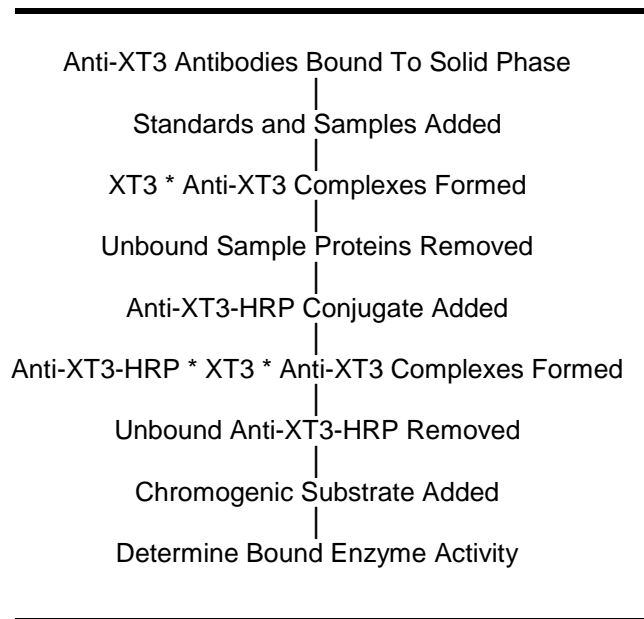 Anti-XT3 Antibodies Bound To Solid Phase
Standards and Samples Added
XT3 * Anti-XT3 Complexes Formed
Unbound Sample Proteins Removed
Anti-XT3-HRP Conjugate Added
Anti-XT3-HRP * XT3 * Anti-XT3 Complexes Formed
Unbound Anti-XT3-HRP Removed
Chromogenic Substrate Added
Determine Bound Enzyme Activity